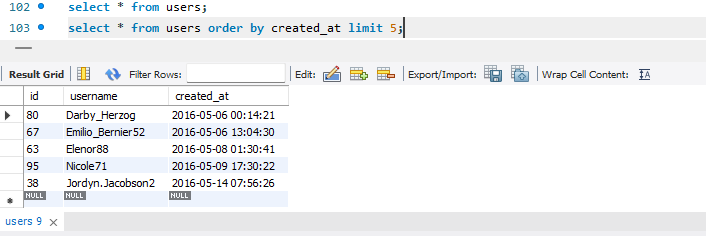 102 select * from users;
103 select * from users order by created_at limit 5;
Result Grid Filter Rows: Edit: Export/Import: Wrap Cell Content: IA
id username created_at
80 Darby_Herzog 2016-05-06 00:14:21
67 Emilio_Bernier52 2016-05-06 13:04:30
63 Elenor88 2016-05-08 01:30:41
95 Nicole71 2016-05-09 17:30:22
38 Jordyn.Jacobson2 2016-05-14 07:56:26
NULL NULL NULL
users 9